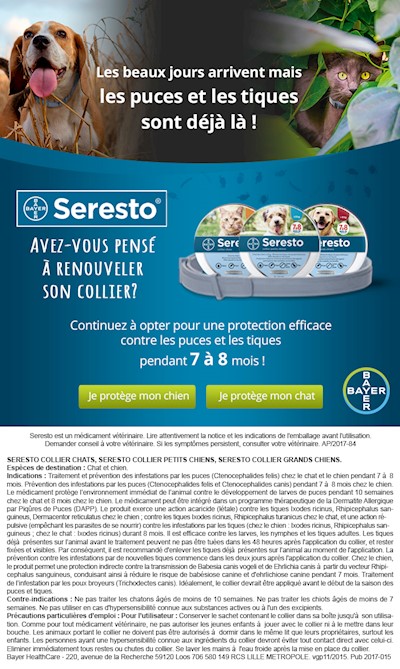 Les beaux jours arrivent mais
les puces et les tiques
sont déjà là !
BAYER Seresto®
AVEZ-VOUS PENSÉ
À RENOUVELER
SON COLLIER?
Seresto
7à8
Continuez à opter pour une protection efficace
contre les puces et les tiques
pendant 7 à 8 mois !
Je protège mon chien
Je protège mon chat
BAYER
BAYER
Seresto est un médicament vétérinaire. Lire attentivement la notice et les indications de l'emballage avant l'utilisation.
Demander conseil à votre vétérinaire. Si les symptômes persistent, consulter votre vétérinaire. AP/2017-84
SERESTO COLLIER CHATS, SERESTO COLLIER PETITS CHIENS, SERESTO COLLIER GRANDS CHIENS.
Espèces de destination : Chat et chien.
Indications : Traitement et prévention des infestations par les puces (Ctenocephalides felis) chez le chat et le chien pendant 7 à 8
mois. Prévention des infestations par les puces (Ctenocephalides felis et Ctenocephalides canis) pendant 7 à 8 mois chez le chien.
Le médicament protège l'environnement immédiat de l'animal contre le développement de larves de puces pendant 10 semaines
chez le chat et 8 mois chez le chien. Le médicament peut être intégré dans un programme thérapeutique de la Dermatite Allergique
par Piqûres de Puces (DAPP). Le produit exerce une action acaricide (létale) contre les tiques Ixodes ricinus, Rhipicephalus san-
guineus, Dermacentor reticulatus chez le chien , contre les tiques Ixodes ricinus, Rhipicephalus turanicus chez le chat, et une action ré-
pulsive (empêchant les parasites de se nourrir) contre les infestations par les tiques (chez le chien : Ixodes ricinus, Rhipicephalus san-
guineus ; chez le chat : Ixodes ricinus) durant 8 mois. Il est efficace contre les larves, les nymphes et les tiques adultes. Les tiques
déjà présentes sur l'animal avant le traitement peuvent ne pas être tuées dans les 48 heures après l'application du collier, et rester
fixées et visibles. Par conséquent, il est recommandé d'enlever les tiques déjà présentes sur l'animal au moment de l'application. La
prévention contre les infestations par de nouvelles tiques commence dans les deux jours après l'application du collier. Chez le chien,
le produit permet une protection indirecte contre la transmission de Babesia canis vogeli et de Ehrlichia canis à partir du vecteur Rhipi-
cephalus sanguineus, conduisant ainsi à réduire le risque de babésiose canine et d'ehrlichiose canine pendant 7 mois. Traitement
de l'infestation par les poux broyeurs (Trichodectes canis). Idéalement, le collier devrait être appliqué avant le début de la saison des
puces et tiques.
Contre-indications : Ne pas traiter les chatons âgés de moins de 10 semaines. Ne pas traiter les chiots âgés de moins de 7
semaines. Ne pas utiliser en cas d'hypersensibilité connue aux substances actives ou à l'un des excipients.
Précautions particulières d'emploi : Pour l'utilisateur : Conserver le sachet contenant le collier dans sa boîte jusqu'à son utilisa-
tion. Comme pour tout médicament vétérinaire, ne pas autoriser les jeunes enfants à jouer avec le collier ni à le mettre dans leur
bouche. Les animaux portant le collier ne doivent pas être autorisés à dormir dans le même lit que leurs propriétaires, surtout les
enfants. Les personnes ayant une hypersensibilité connue aux ingrédients du collier devront éviter tout contact direct avec celui-ci.
Eliminer immédiatement tous restes ou chutes du collier. Se laver les mains à l'eau froide après la mise en place du collier.
Bayer HealthCare - 220, avenue de la Recherche 59120 Loos 706 580 149 RCS LILLE METROPOLE. vgp11/2015. Pub 2017-015